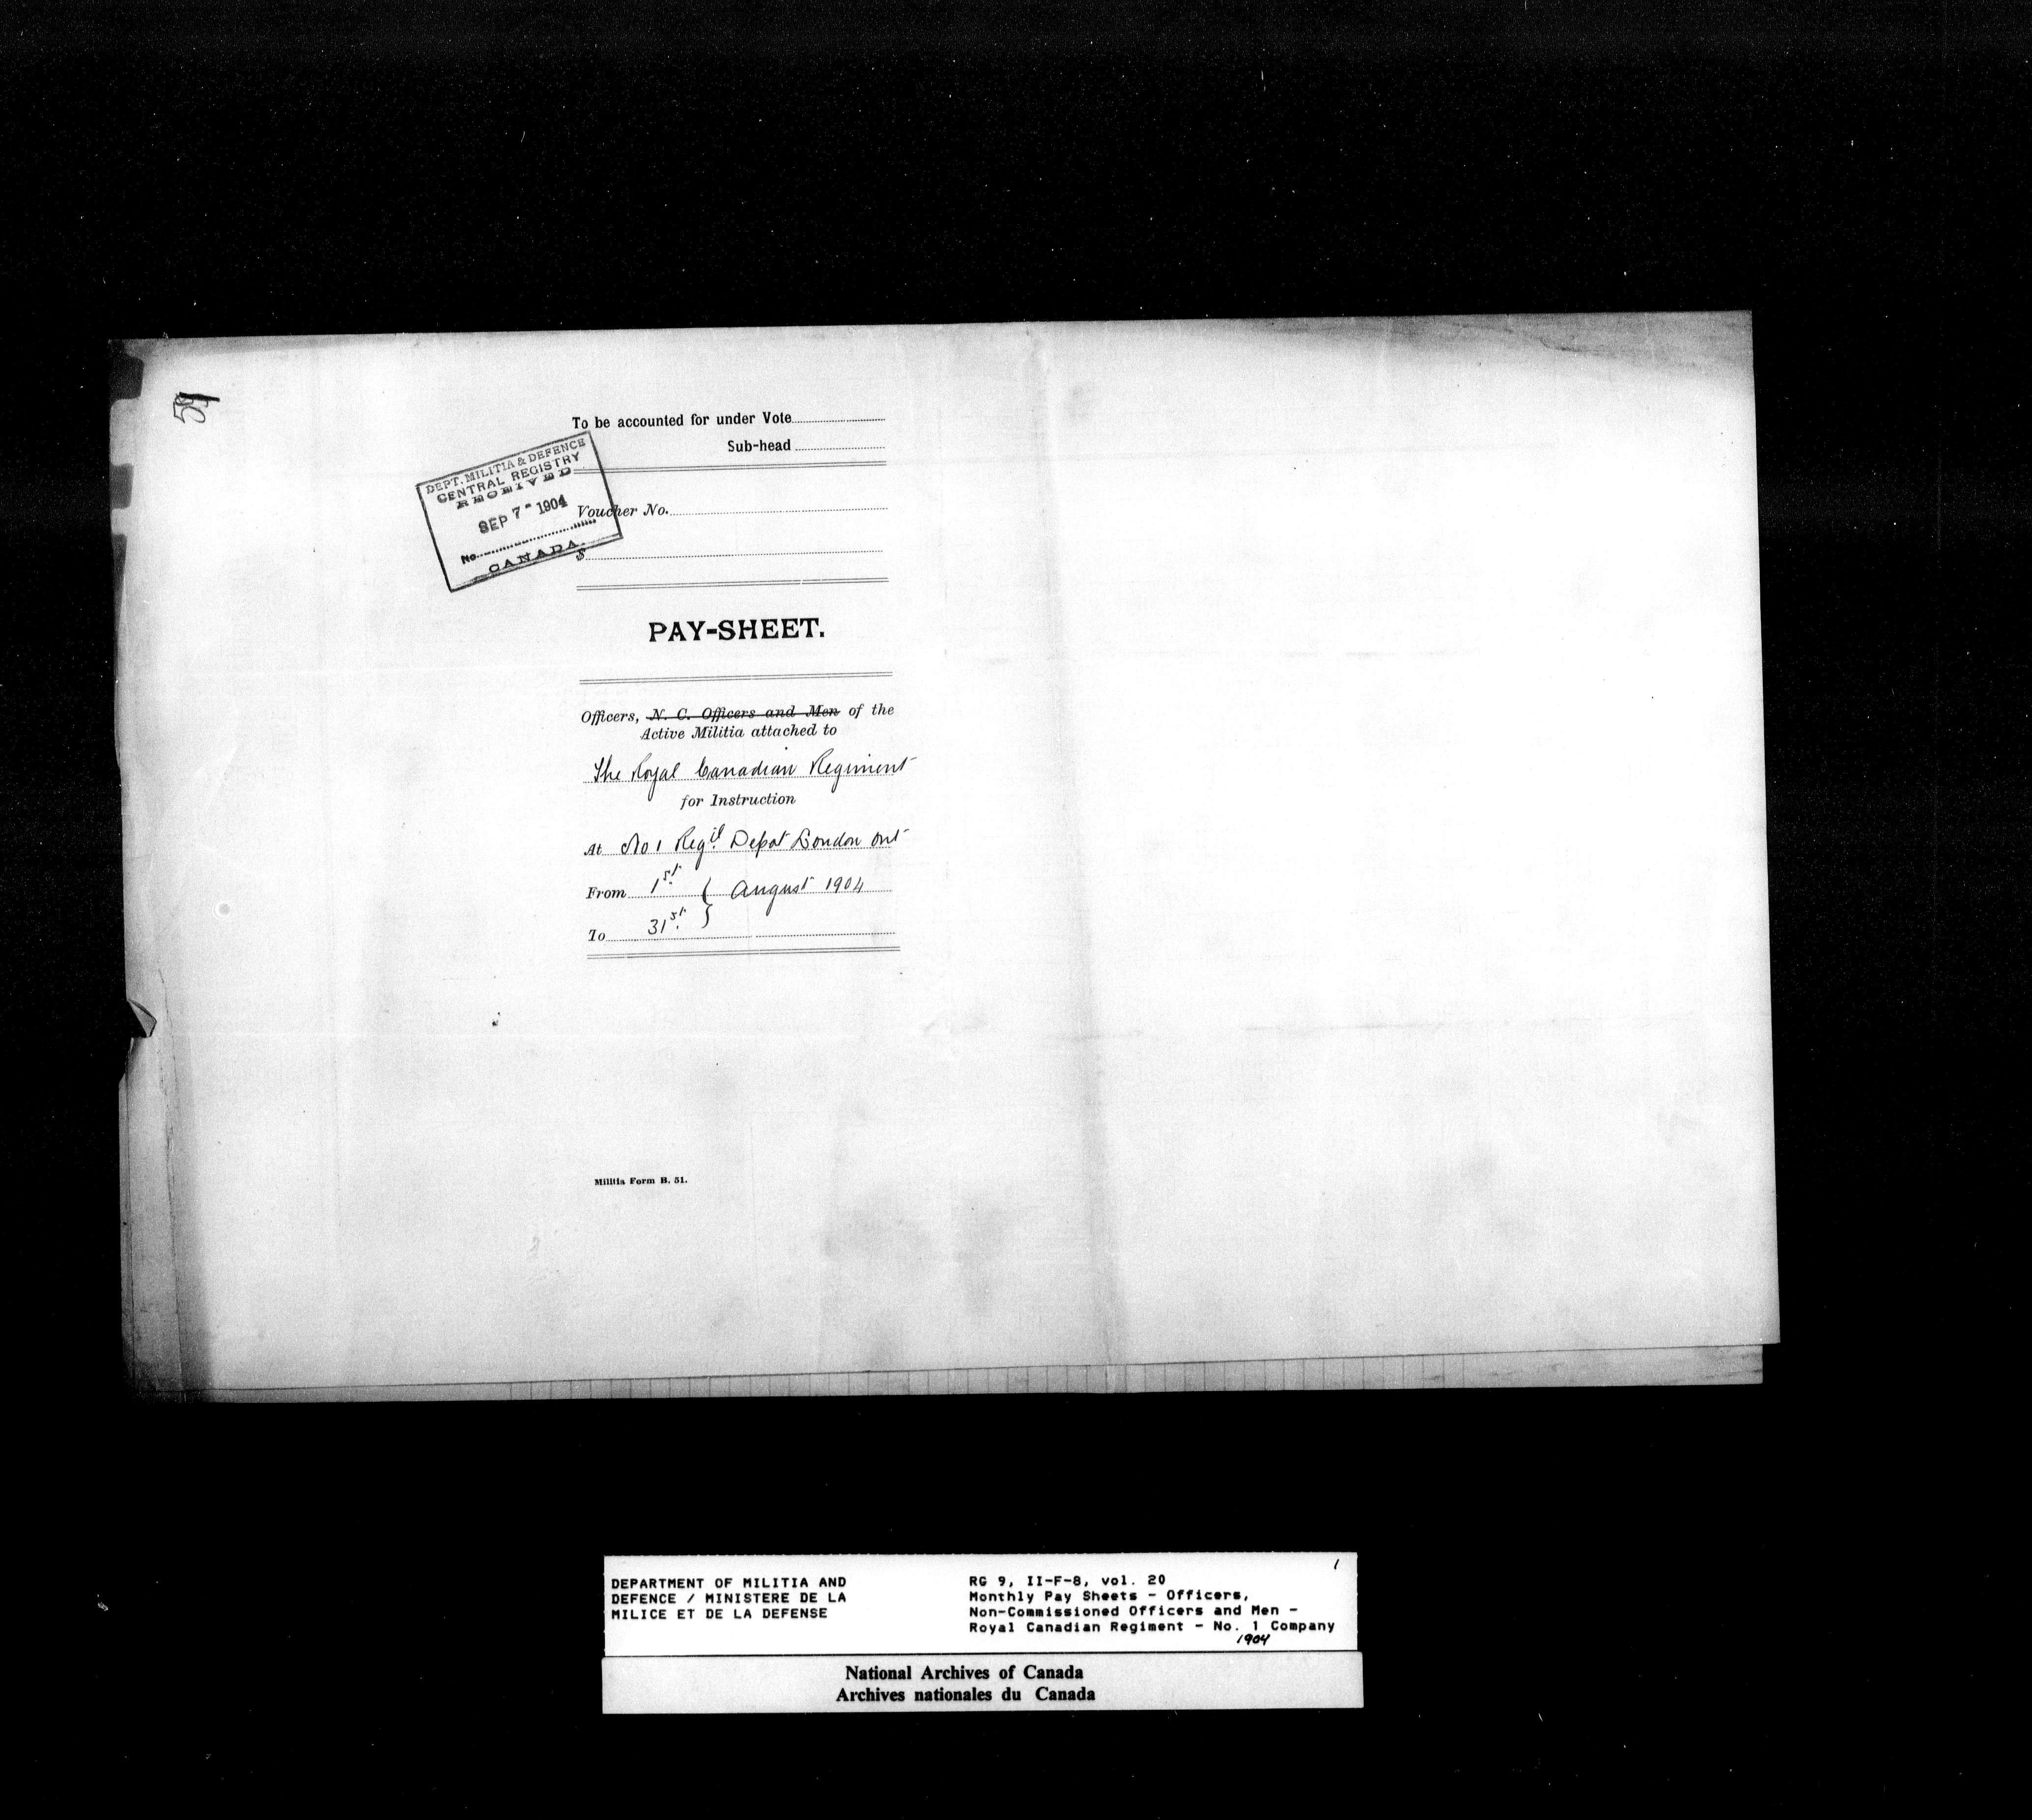 To be accounted for under Vote
Sub-head
DEPT. MILITIA & DEFENCE
CENTRAL REGISTRY
RECEIVED
SEP 7 - 1904
No.
CANADA.
Voucher No.
$
PAY-SHEET.
Officers, N. C. Officers and Men of the
Active Militia attached to
The Royal Canadian Regiment
for Instruction
At No 1 Reg'l Depot London Ont
From 1st } August 1904
To 31st.
Militia Form B. 51.
1
DEPARTMENT OF MILITIA AND
DEFENCE / MINISTERE DE LA
MILICE ET DE LA DEFENSE
RG 9, II-F-8, vol. 20
Monthly Pay Sheets - Officers,
Non-Commissioned Officers and Men -
Royal Canadian Regiment - No. 1 Company
1904
National Archives of Canada
Archives nationales du Canada